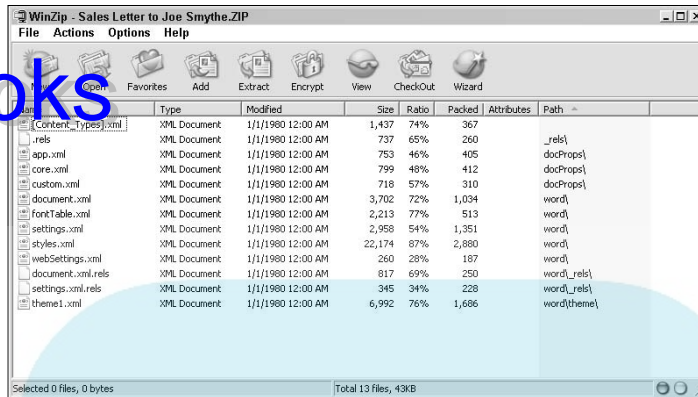 WinZip - Sales Letter to Joe Smythe.ZIP
File Actions Options Help
New Open Favorites Add Extract Encrypt View CheckOut Wizard
oks
Name Type Modified Size Ratio Packed Attributes Path
[Content_Types].xml XML Document 1/1/1980 12:00 AM 1,437 74% 367
.rels XML Document 1/1/1980 12:00 AM 737 65% 260 _rels\
app.xml XML Document 1/1/1980 12:00 AM 753 46% 405 docProps\
core.xml XML Document 1/1/1980 12:00 AM 799 48% 412 docProps\
custom.xml XML Document 1/1/1980 12:00 AM 718 57% 310 docProps\
document.xml XML Document 1/1/1980 12:00 AM 3,702 72% 1,034 word\
fontTable.xml XML Document 1/1/1980 12:00 AM 2,213 77% 513 word\
settings.xml XML Document 1/1/1980 12:00 AM 2,958 54% 1,351 word\
styles.xml XML Document 1/1/1980 12:00 AM 22,174 87% 2,880 word\
webSettings.xml XML Document 1/1/1980 12:00 AM 260 28% 187 word\
document.xml.rels XML Document 1/1/1980 12:00 AM 817 69% 250 word\_rels\
settings.xml.rels XML Document 1/1/1980 12:00 AM 345 34% 228 word\_rels\
theme1.xml XML Document 1/1/1980 12:00 AM 6,992 76% 1,686 word\theme\
Selected 0 files, 0 bytes Total 13 files, 43KB